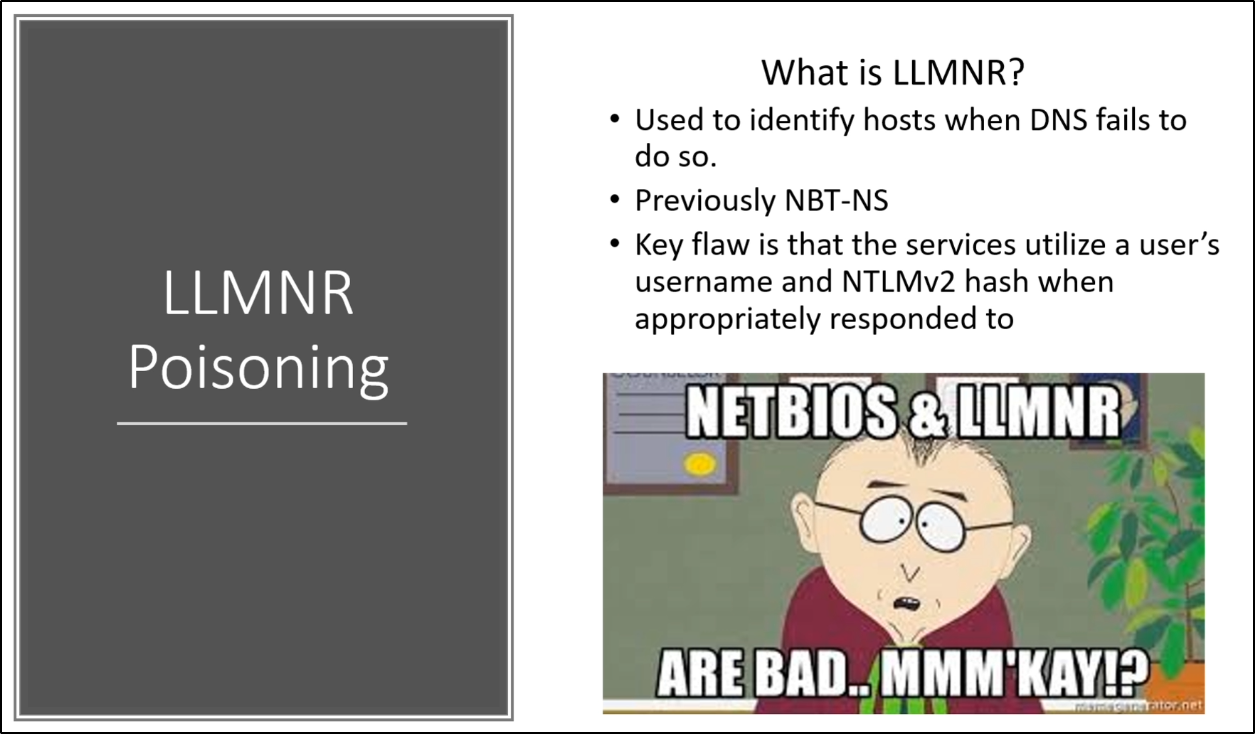 LLMNR
Poisoning
What is LLMNR?
• Used to identify hosts when DNS fails to
do so.
• Previously NBT-NS
• Key flaw is that the services utilize a user’s
username and NTLMv2 hash when
appropriately responded to
COUNSELOR
NETBIOS & LLMNR
ARE BAD.. MMM'KAY!?
memegenerator.net